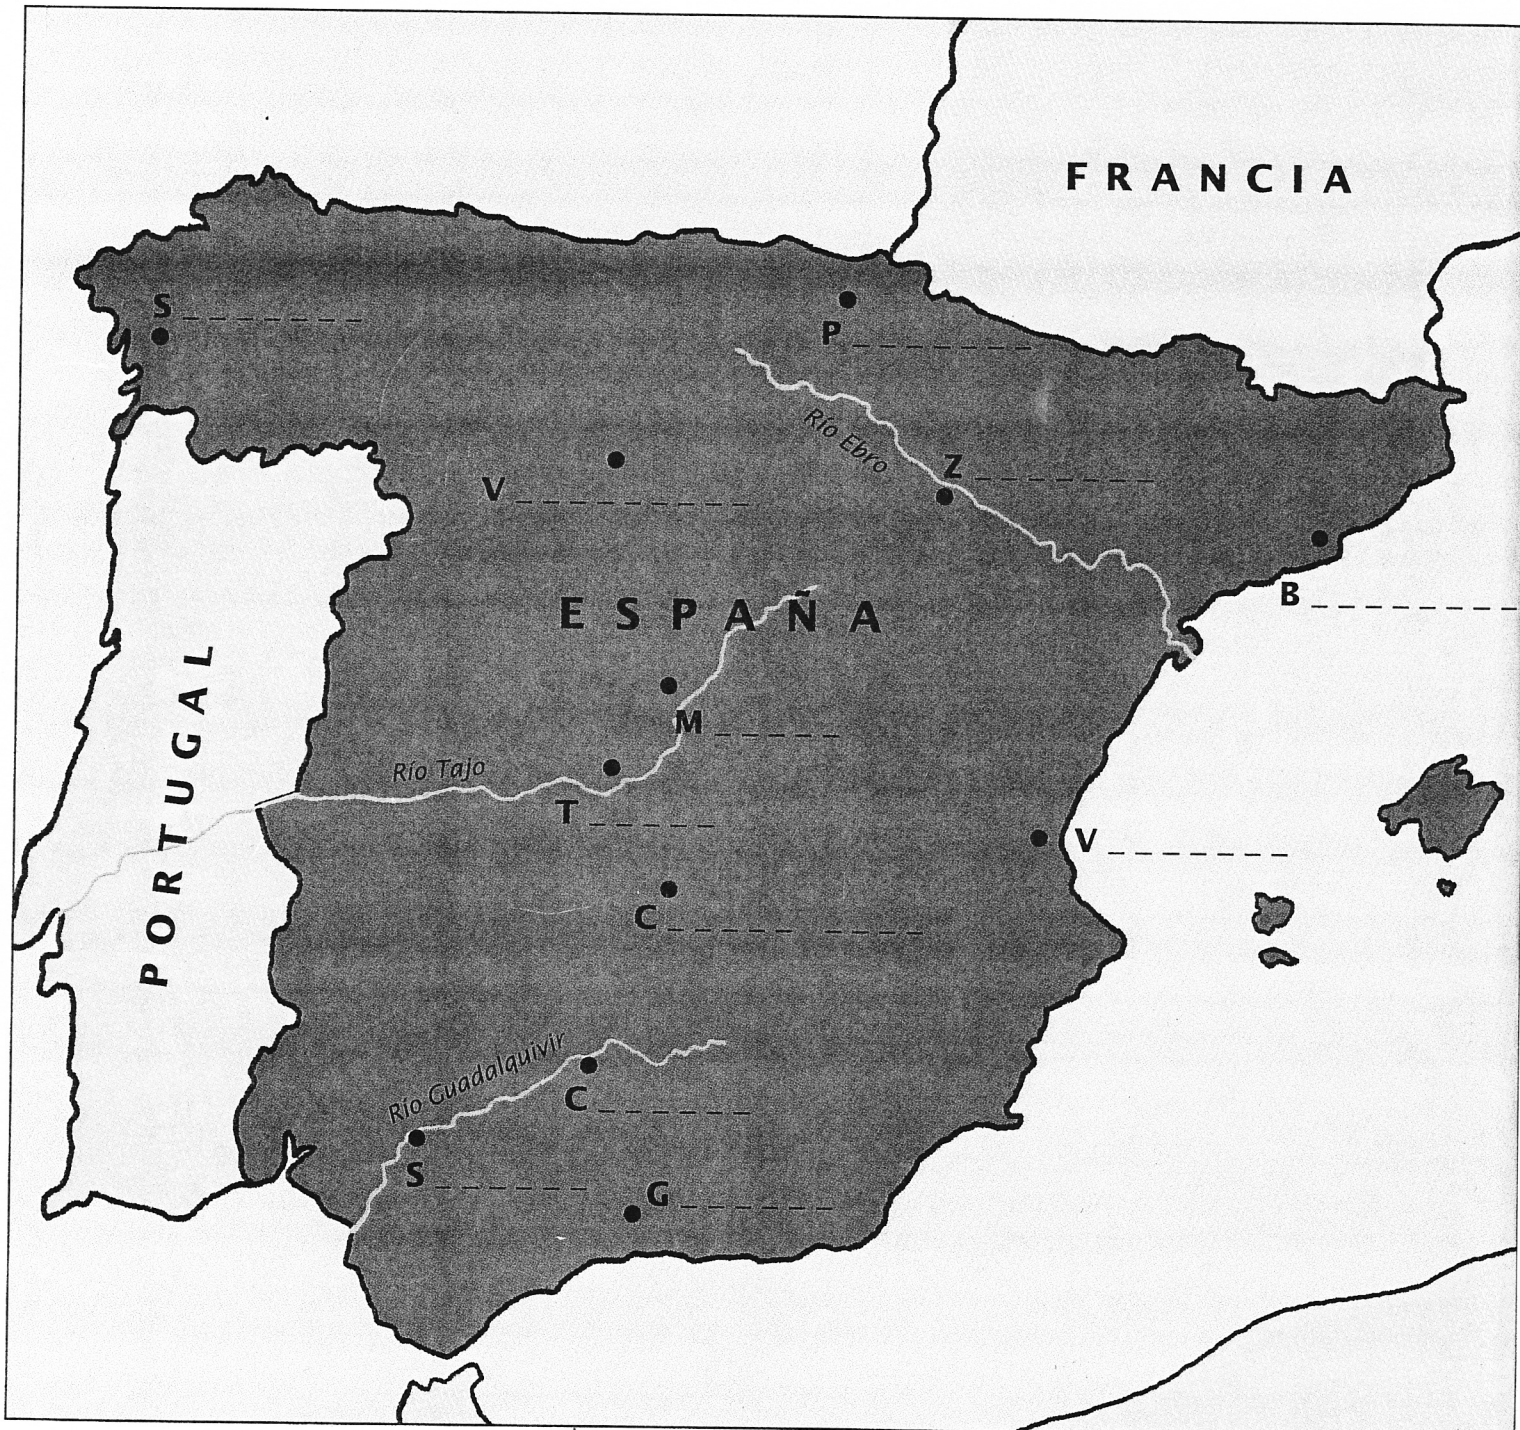 FRANCIA
S _ _ _ _ _ _ _
P _ _ _ _ _ _ _
Río Ebro
Z _ _ _ _ _ _ _
V _ _ _ _ _ _ _ _ _
B _ _ _ _ _ _ _ _
ESPAÑA
PORTUGAL
M _ _ _ _ _
Río Tajo
T _ _ _ _ _
V _ _ _ _ _ _ _
C _ _ _ _ _ _ _ _ _
Río Guadalquivir
C _ _ _ _ _ _
S _ _ _ _ _ _
G _ _ _ _ _ _